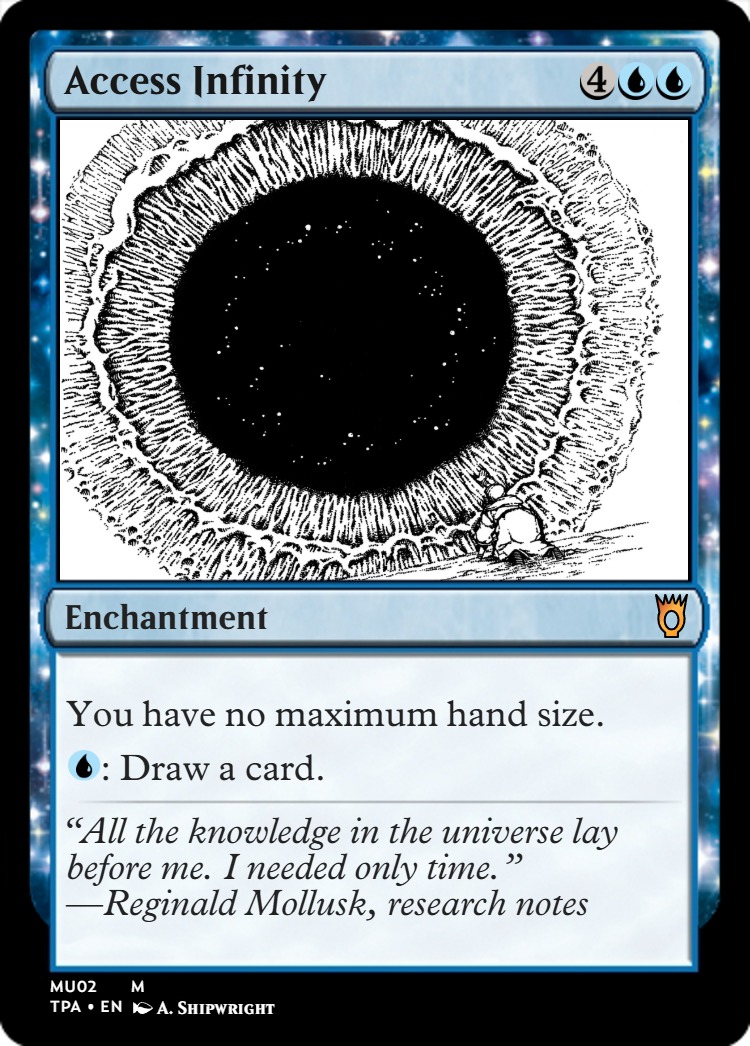 Access Infinity 4
Enchantment
You have no maximum hand size.
: Draw a card.
“All the knowledge in the universe lay
before me. I needed only time.”
—Reginald Mollusk, research notes
MU02 M
TPA • EN A. Shipwright